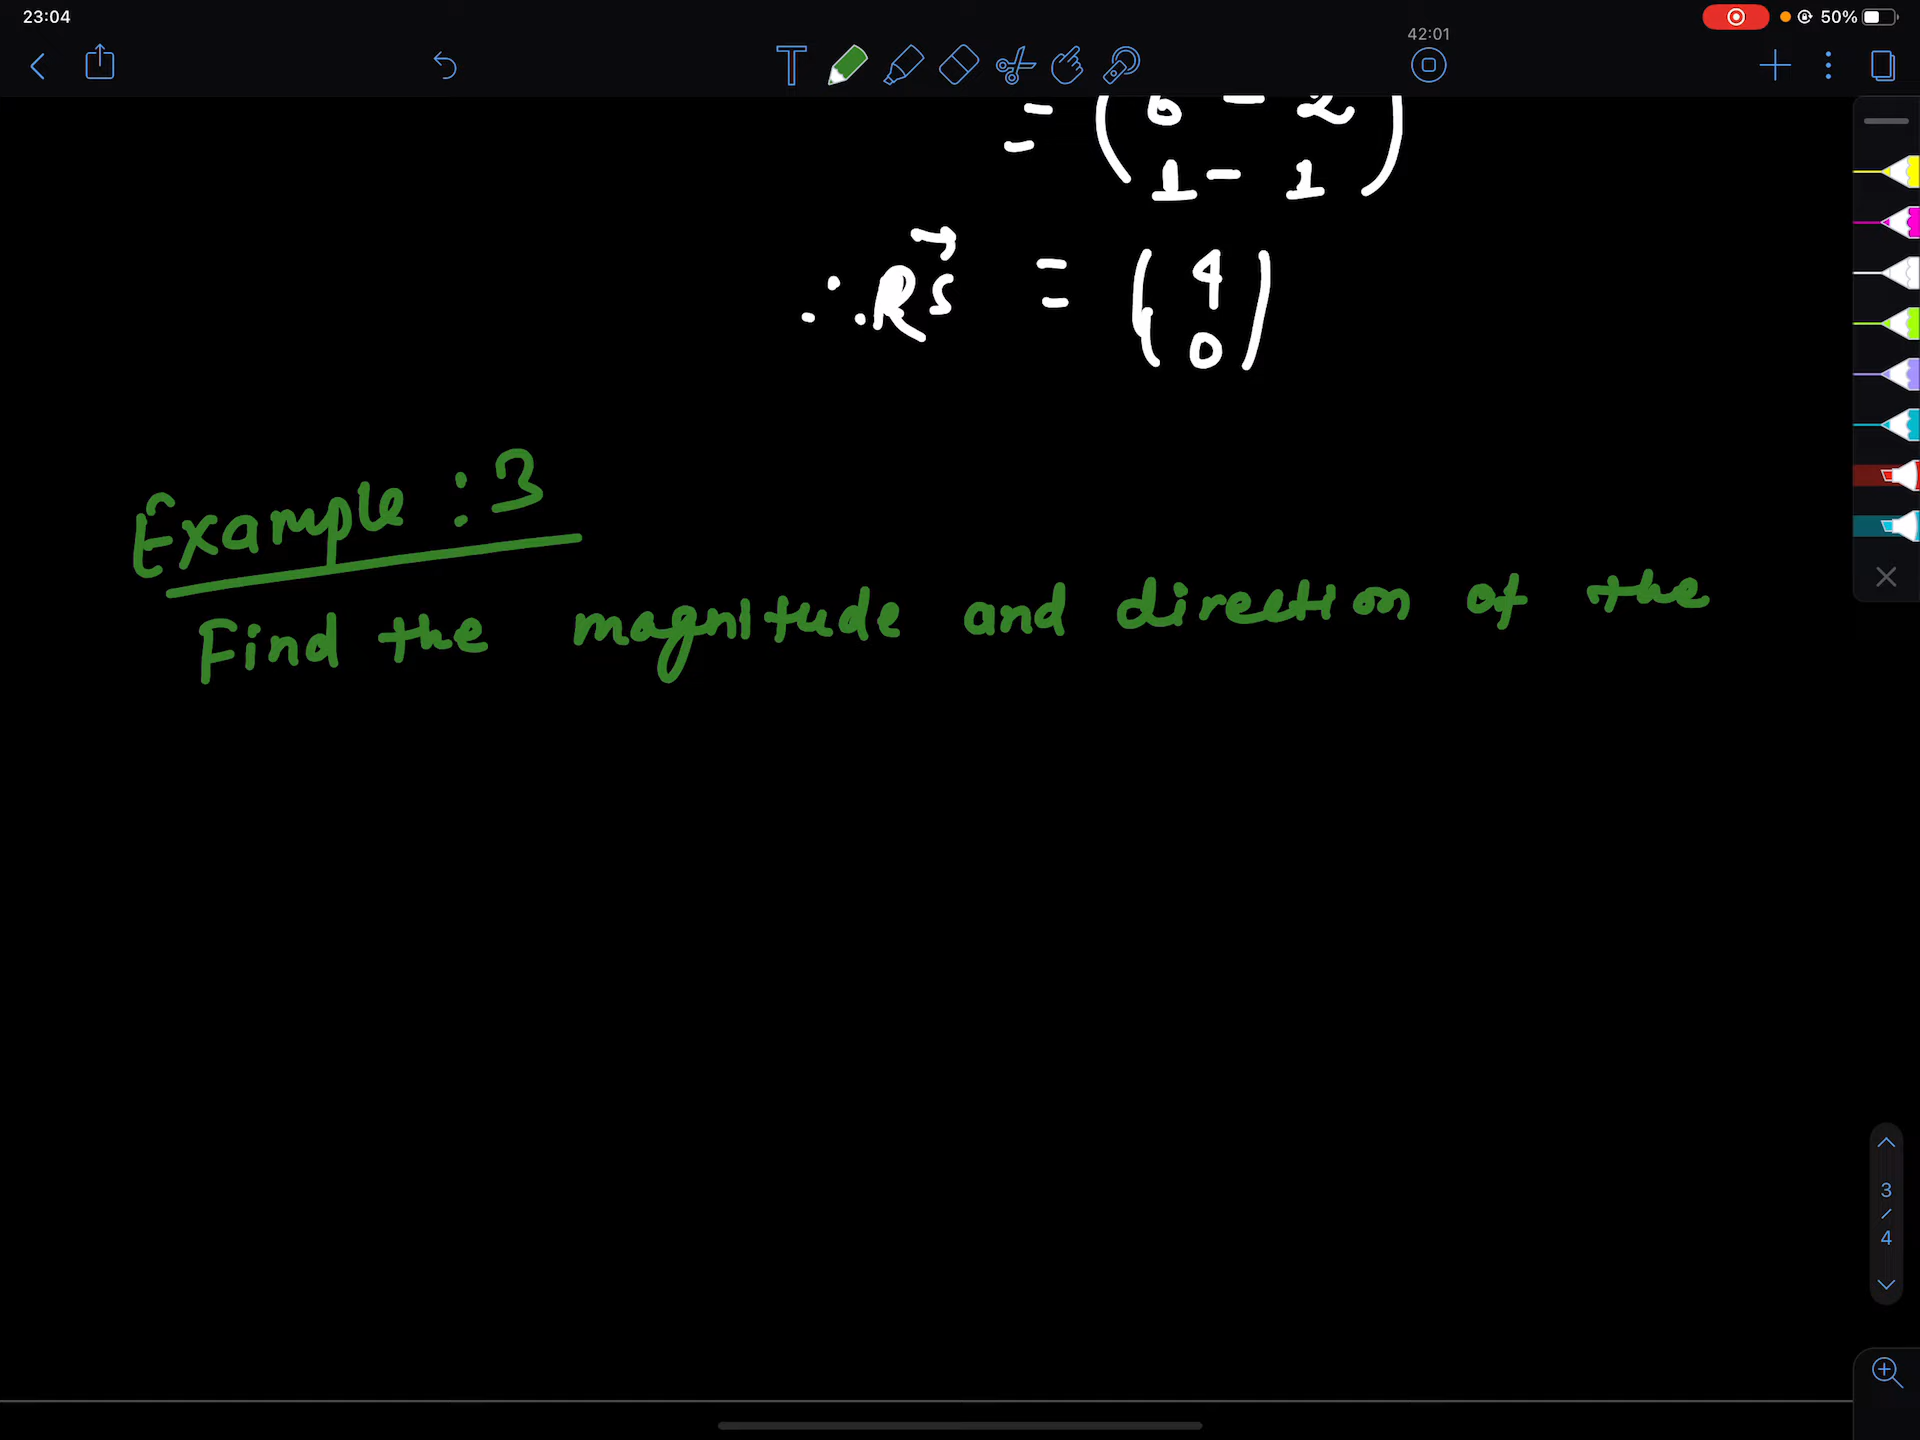 23:04
50%
42:01
= ( 6 - 2
1 - 1 )
∴ RS→ = ( 4
0 )
Example : 3
Find the magnitude and direction of the
3
/
4